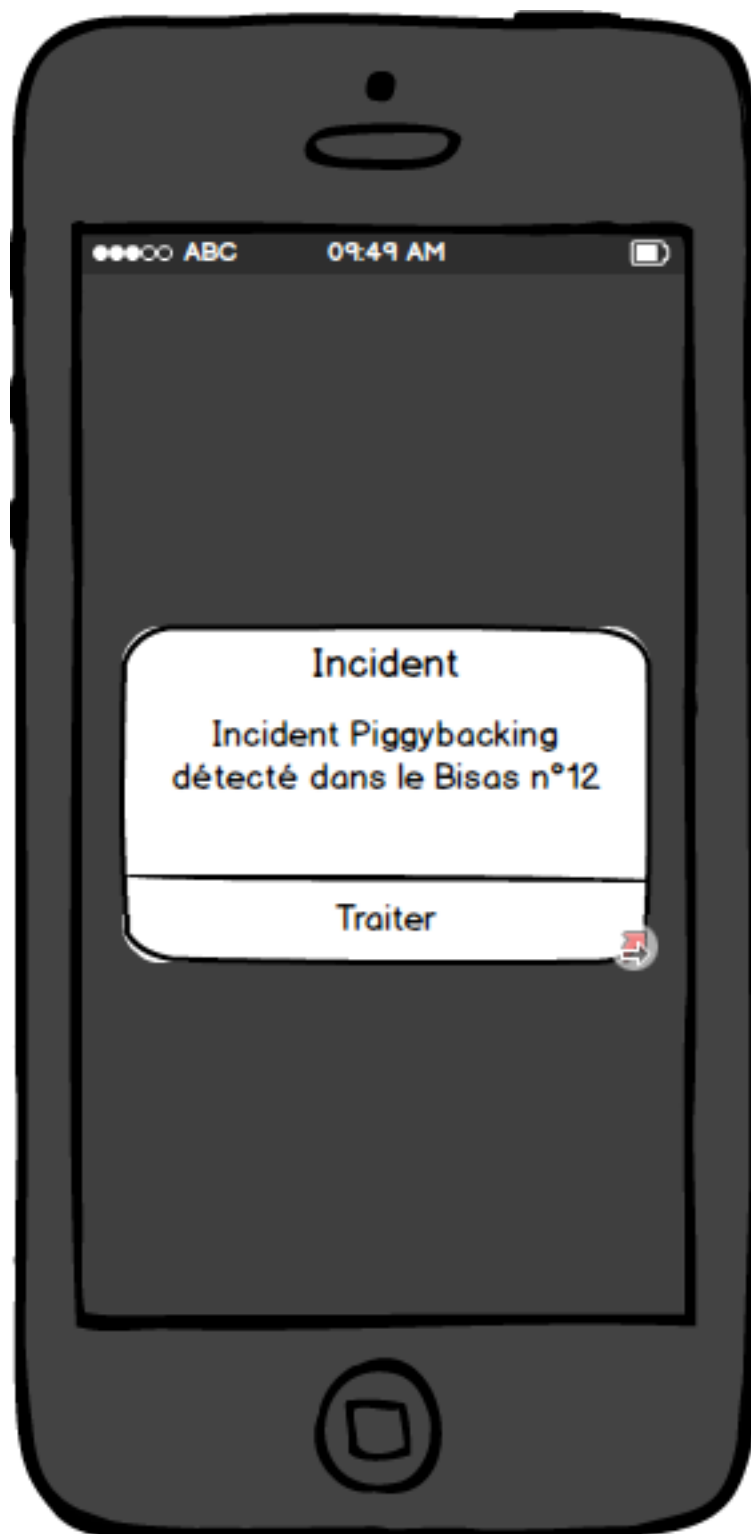 ABC 09:49 AM
Incident
Incident Piggybacking
détecté dans le Bisas n°12
Traiter